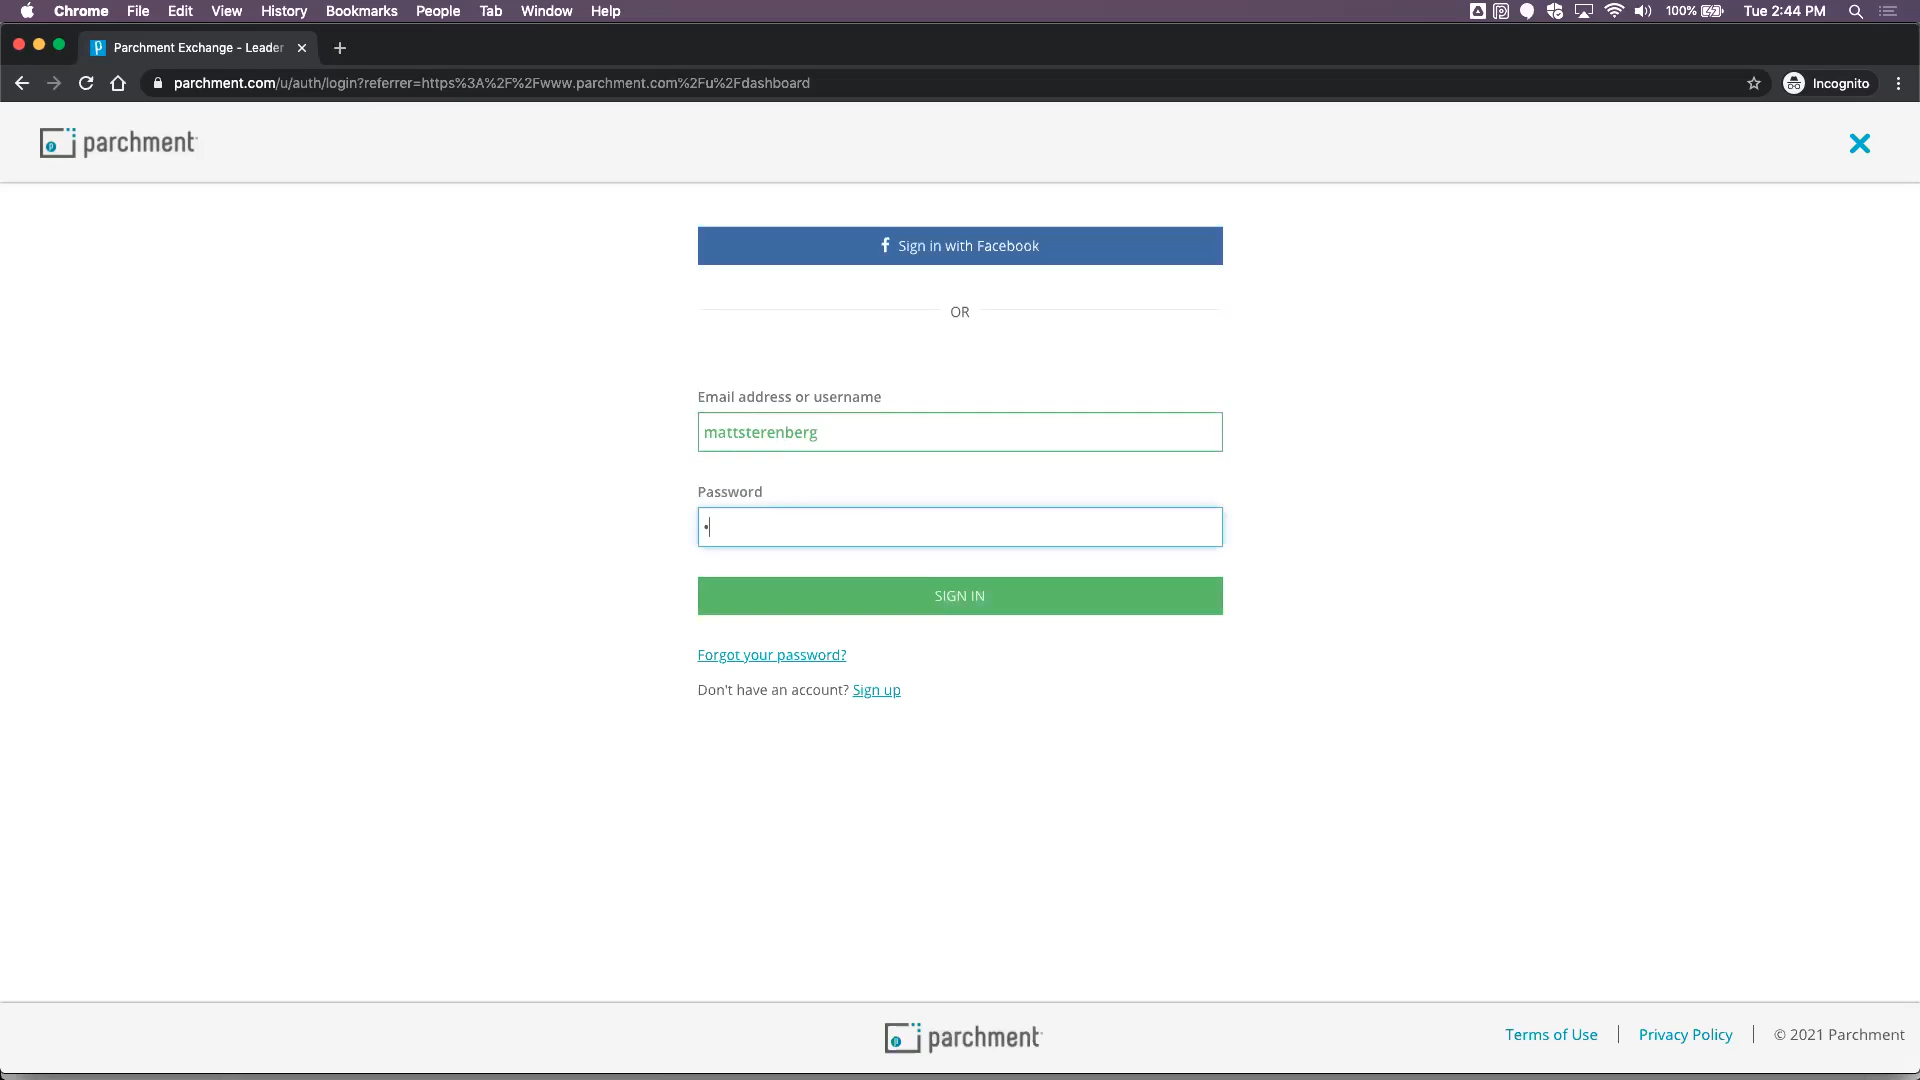 Chrome File Edit View History Bookmarks People Tab Window Help 100% Tue 2:44 PM
Parchment Exchange - Leader
parchment.com/u/auth/login?referrer=https%3A%2F%2Fwww.parchment.com%2Fu%2Fdashboard Incognito
parchment
Sign in with Facebook
OR
Email address or username
mattsterenberg
Password
•
SIGN IN
Forgot your password?
Don't have an account? Sign up
parchment Terms of Use | Privacy Policy | © 2021 Parchment